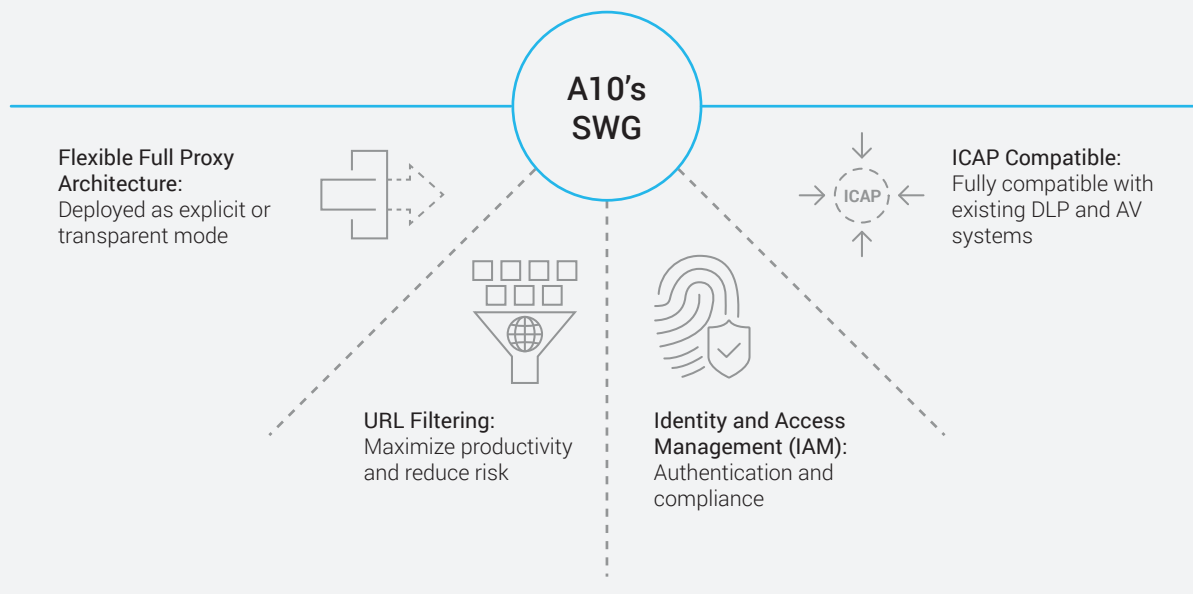 A10's
SWG
Flexible Full Proxy
Architecture:
Deployed as explicit or
transparent mode
ICAP
ICAP Compatible:
Fully compatible with
existing DLP and AV
systems
URL Filtering:
Maximize productivity
and reduce risk
Identity and Access
Management (IAM):
Authentication and
compliance